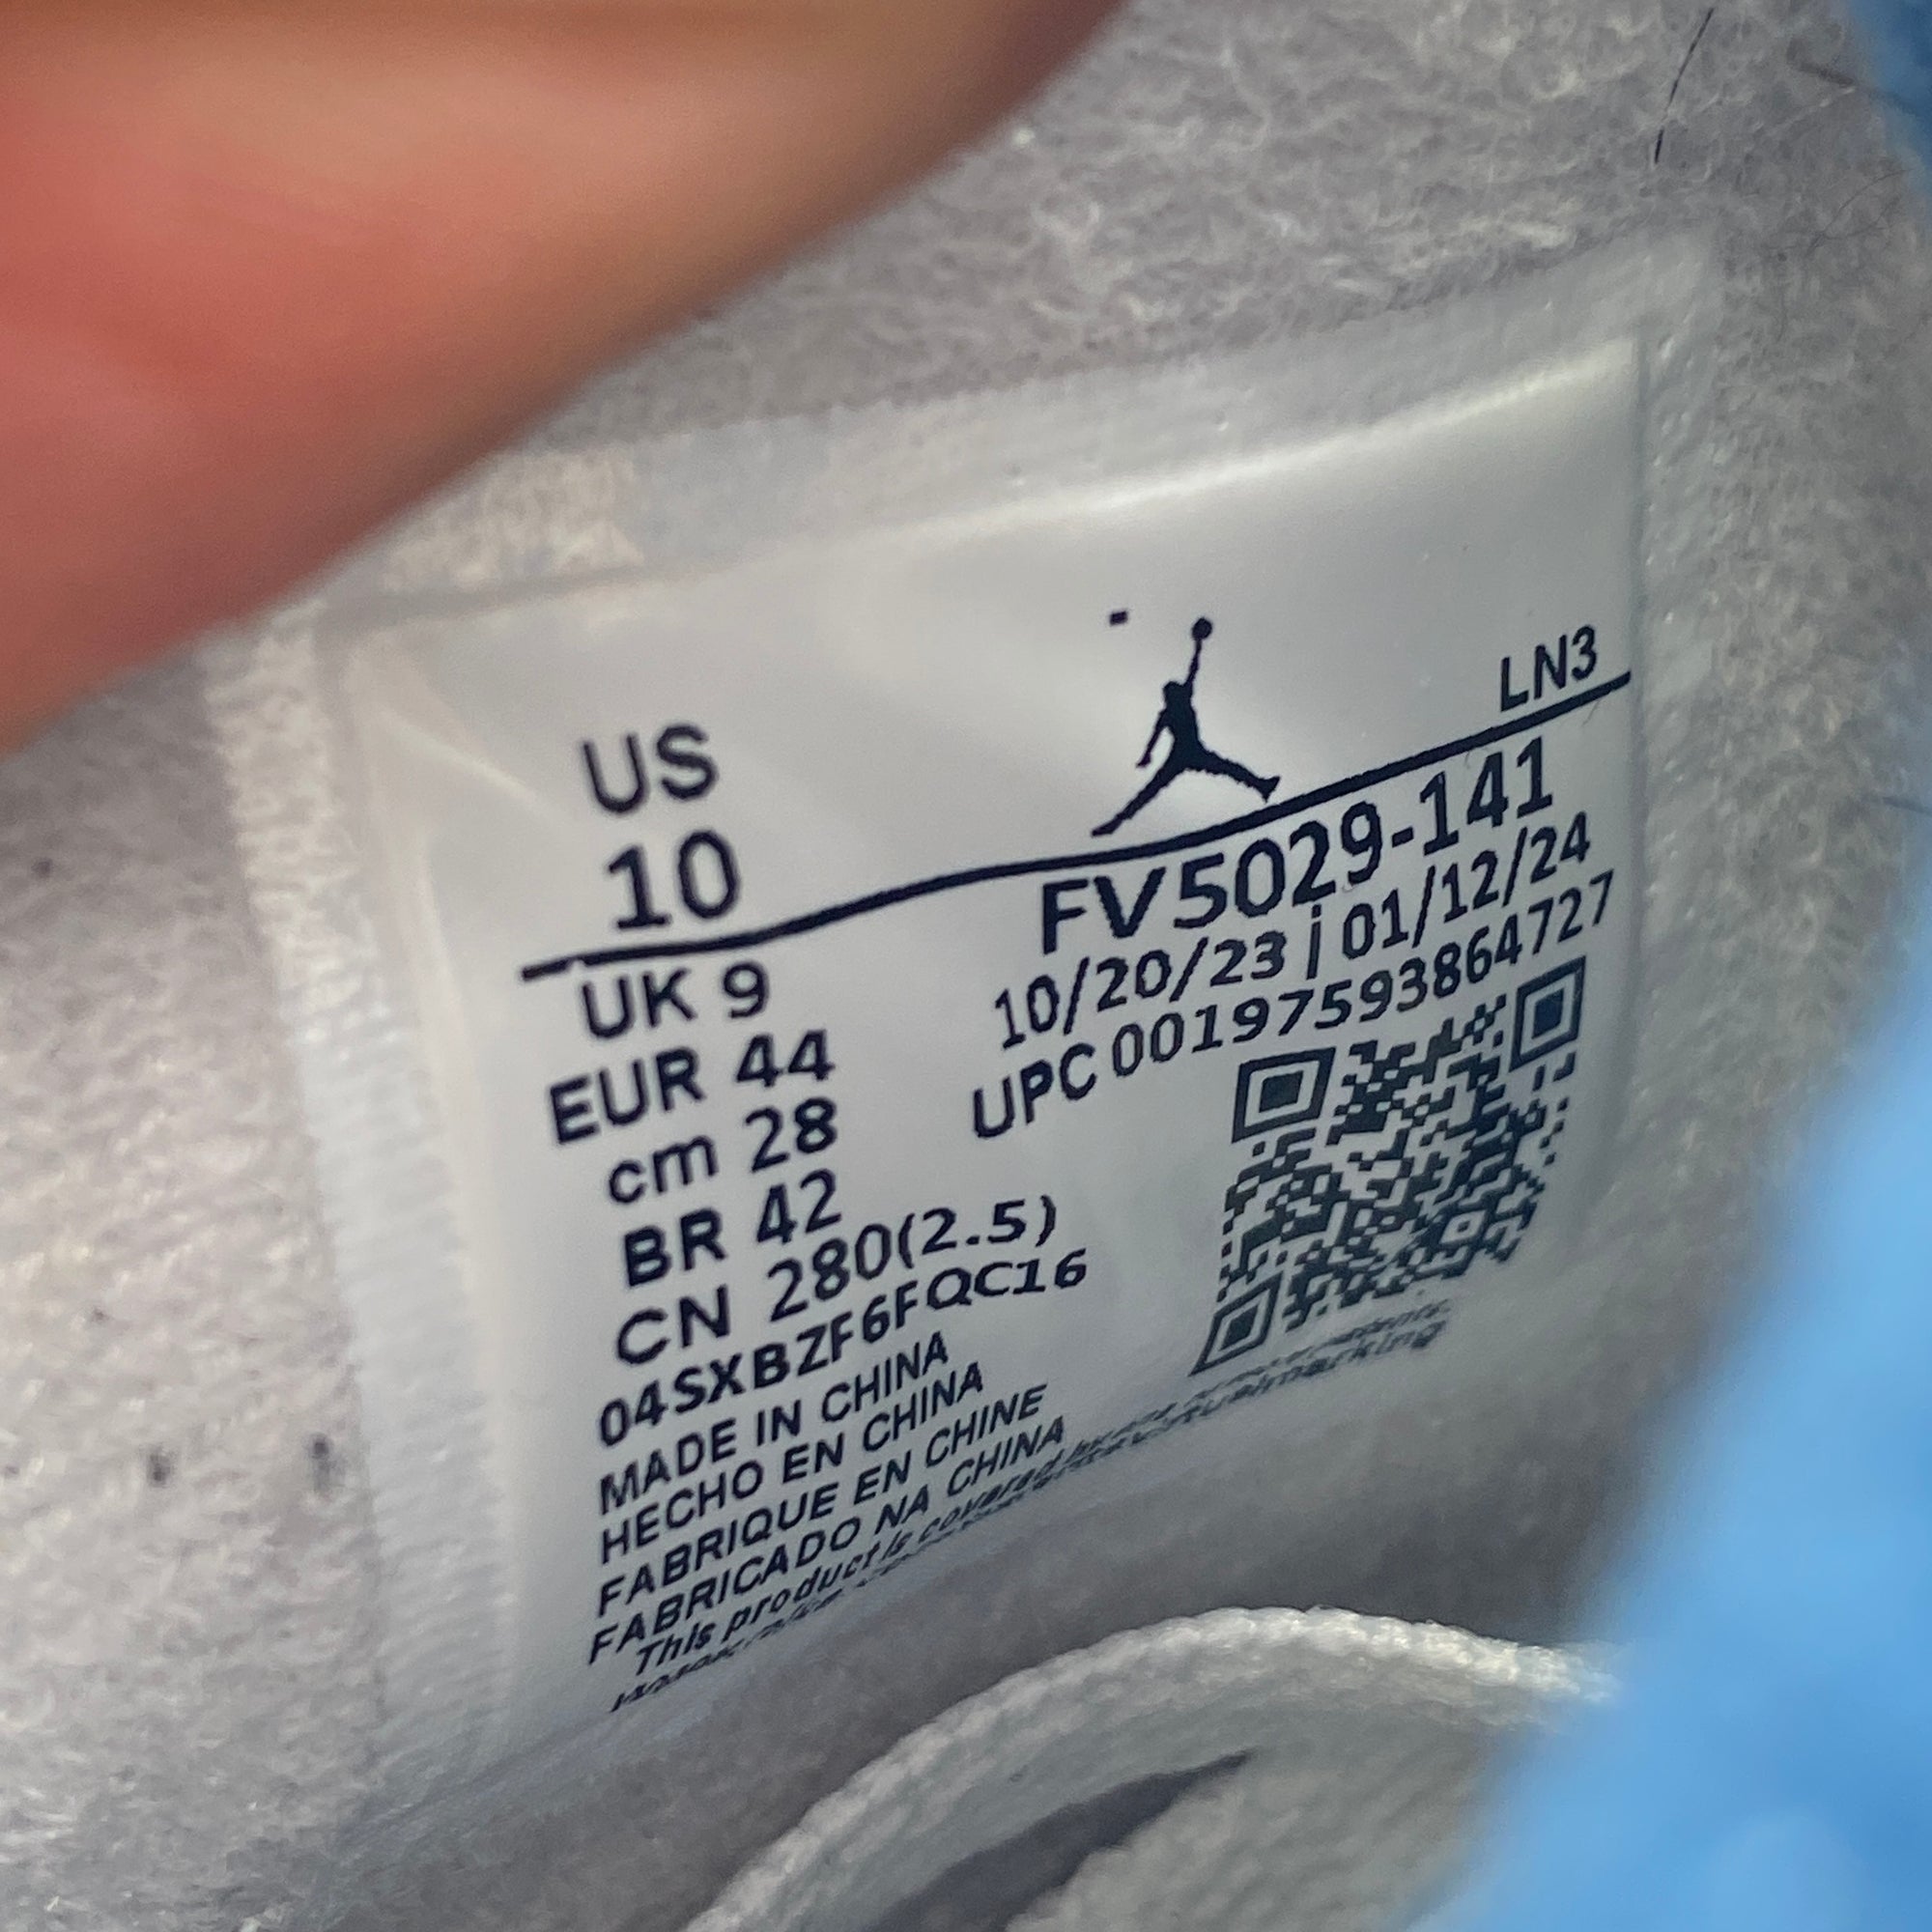 US
10
LN3
UK 9
EUR 44
cm 28
BR 42
CN 280(2.5)
04SXBZF6FQC16
MADE IN CHINA
HECHO EN CHINA
FABRIQUE EN CHINE
FABRICADO NA CHINA
This product is covered by
FV5029-141
10/20/23 | 01/12/24
UPC 00197593864727